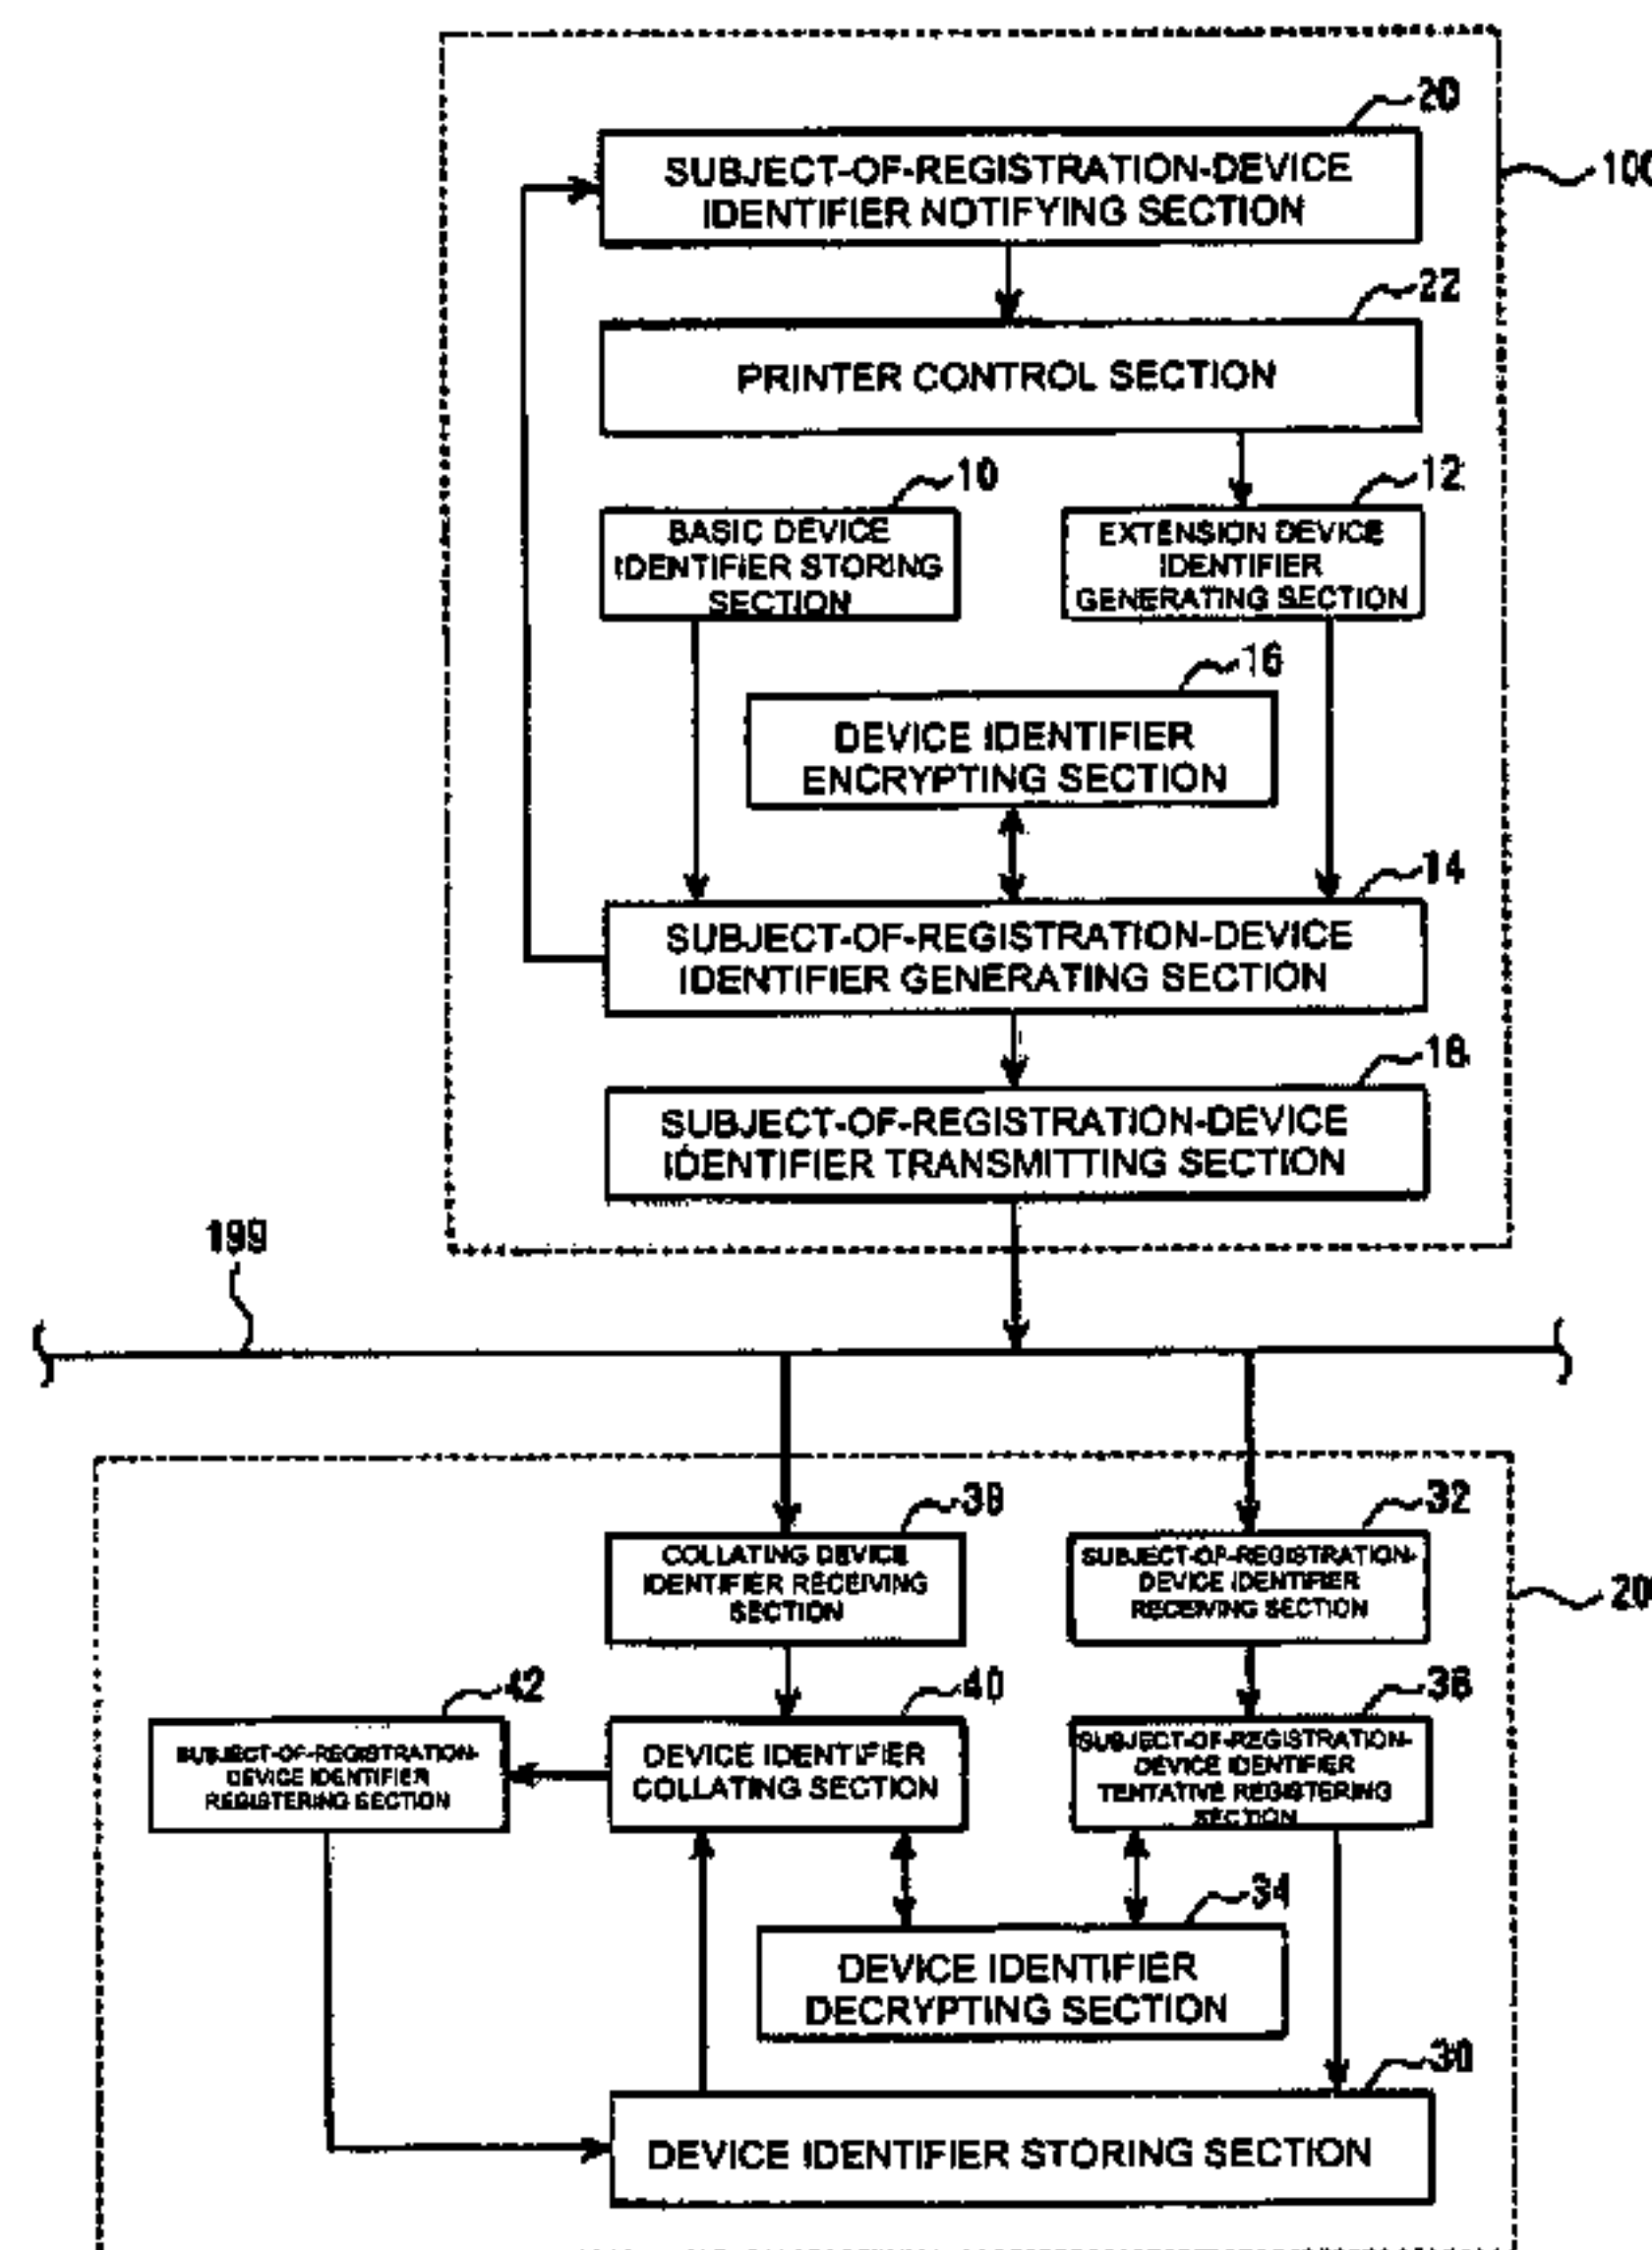 20
SUBJECT-OF-REGISTRATION-DEVICE
IDENTIFIER NOTIFYING SECTION
100
22
PRINTER CONTROL SECTION
10
BASIC DEVICE
IDENTIFIER STORING
SECTION
12
EXTENSION DEVICE
IDENTIFIER
GENERATING SECTION
16
DEVICE IDENTIFIER
ENCRYPTING SECTION
14
SUBJECT-OF-REGISTRATION-DEVICE
IDENTIFIER GENERATING SECTION
18
SUBJECT-OF-REGISTRATION-DEVICE
IDENTIFIER TRANSMITTING SECTION
199
COLLATING DEVICE
IDENTIFIER RECEIVING
SECTION
32
SUBJECT-OF-REGISTRATION-
DEVICE IDENTIFIER
RECEIVING SECTION
42
SUBJECT-OF-REGISTRATION-
DEVICE IDENTIFIER
REGISTERING SECTION
40
DEVICE IDENTIFIER
COLLATING SECTION
SUBJECT-OF-REGISTRATION-
DEVICE IDENTIFIER
TENTATIVE REGISTERING
SECTION
34
DEVICE IDENTIFIER
DECRYPTING SECTION
30
DEVICE IDENTIFIER STORING SECTION